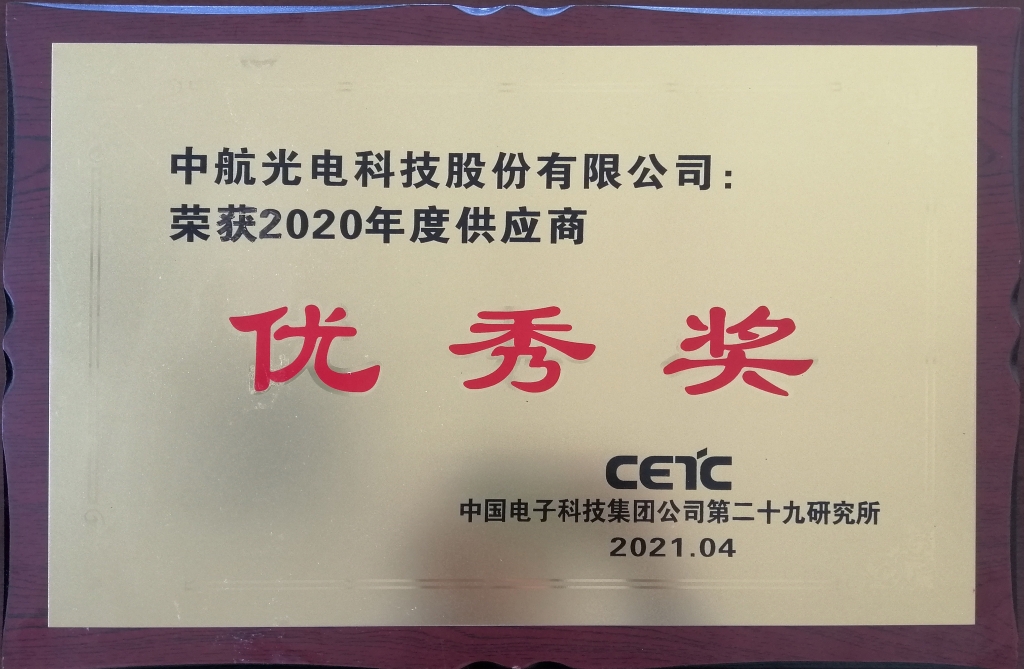 中航光电科技股份有限公司：
荣获2020年度供应商
优秀奖
CETC
中国电子科技集团公司第二十九研究所
2021.04